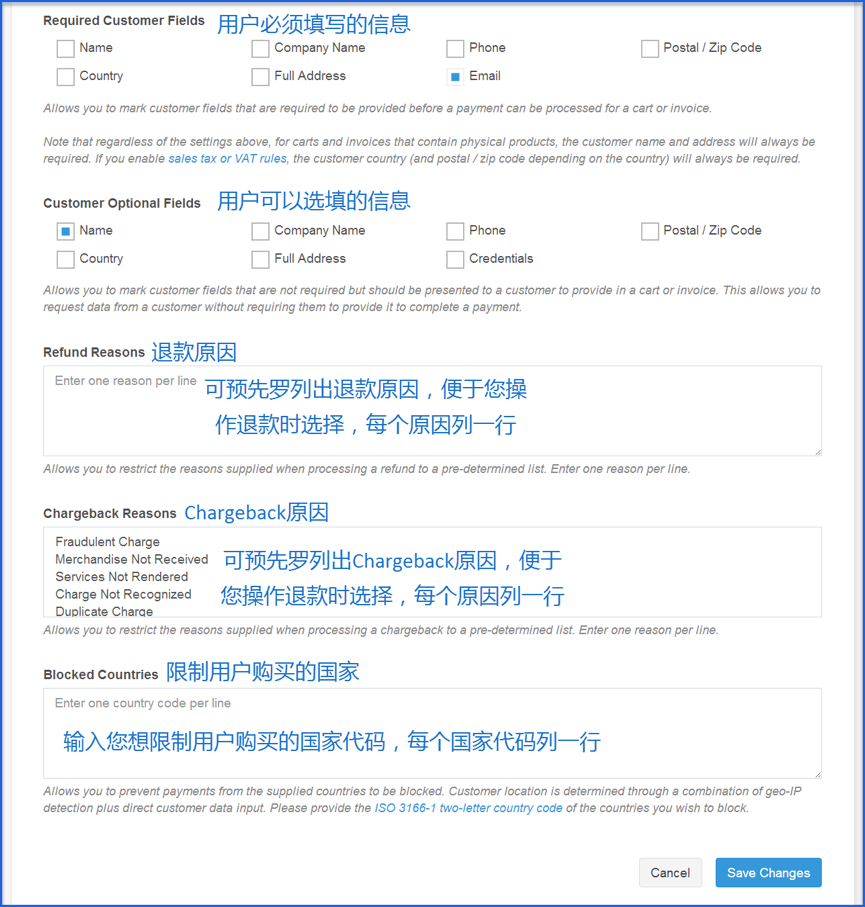 Required Customer Fields 用户必须填写的信息
Name Company Name Phone Postal / Zip Code
Country Full Address Email
Allows you to mark customer fields that are required to be provided before a payment can be processed for a cart or invoice.
Note that regardless of the settings above, for carts and invoices that contain physical products, the customer name and address will always be
required. If you enable sales tax or VAT rules, the customer country (and postal / zip code depending on the country) will always be required.
Customer Optional Fields 用户可以选填的信息
Name Company Name Phone Postal / Zip Code
Country Full Address Credentials
Allows you to mark customer fields that are not required but should be presented to a customer to provide in a cart or invoice. This allows you to
request data from a customer without requiring them to provide it to complete a payment.
Refund Reasons 退款原因
Enter one reason per line 可预先罗列出退款原因，便于您操
作退款时选择，每个原因列一行
Allows you to restrict the reasons supplied when processing a refund to a pre-determined list. Enter one reason per line.
Chargeback Reasons Chargeback原因
Fraudulent Charge
Merchandise Not Received 可预先罗列出Chargeback原因，便于
Services Not Rendered
Charge Not Recognized 您操作退款时选择，每个原因列一行
Duplicate Charge
Allows you to restrict the reasons supplied when processing a chargeback to a pre-determined list. Enter one reason per line.
Blocked Countries 限制用户购买的国家
Enter one country code per line
输入您想限制用户购买的国家代码，每个国家代码列一行
Allows you to prevent payments from the supplied countries to be blocked. Customer location is determined through a combination of geo-IP
detection plus direct customer data input. Please provide the ISO 3166-1 two-letter country code of the countries you wish to block.
Cancel Save Changes